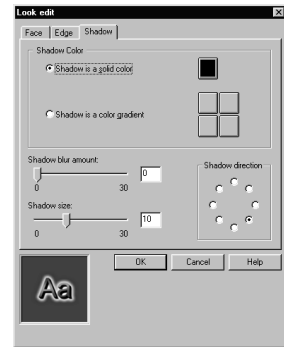 Look edit
Face Edge Shadow
Shadow Color
Shadow is a solid color
Shadow is a color gradient
Shadow blur amount:
0
0 30
Shadow direction
Shadow size:
10
0 30
OK Cancel Help
Aa